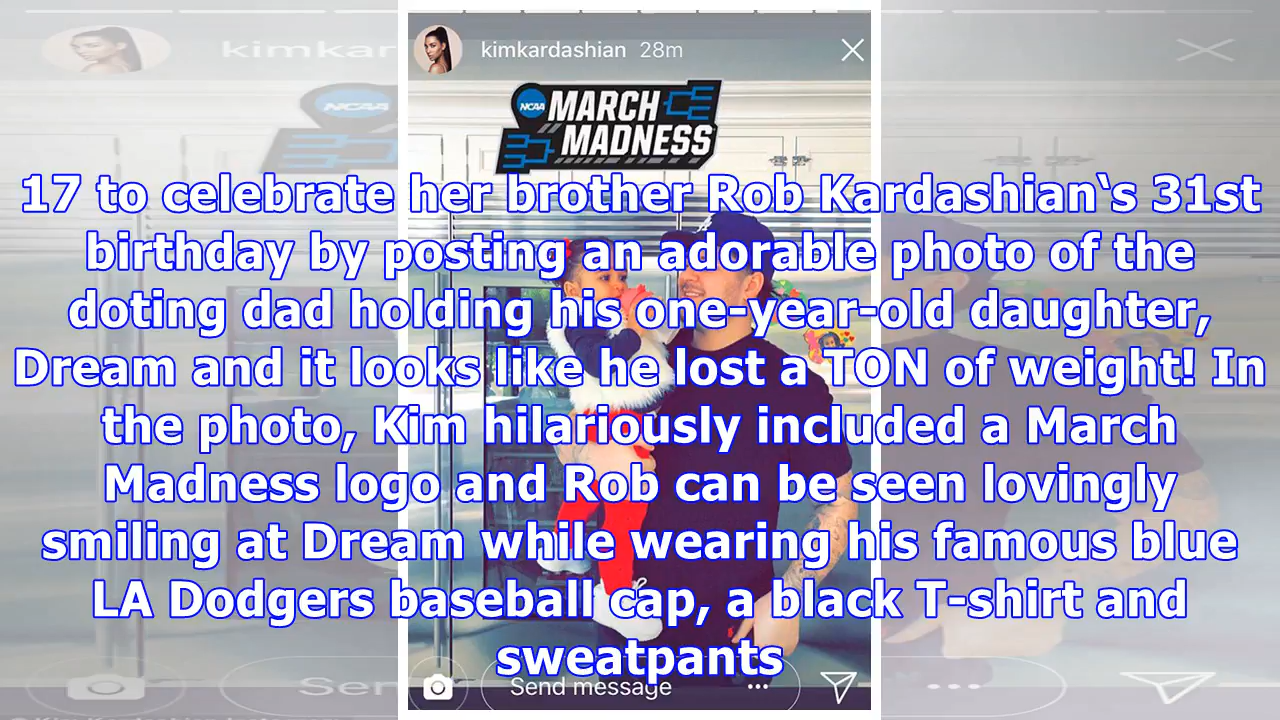 kimkardashian 28m
kimkar
NCAA MARCH
MADNESS
NCAA
17 to celebrate her brother Rob Kardashian‘s 31st
birthday by posting an adorable photo of the
doting dad holding his one-year-old daughter,
Dream and it looks like he lost a TON of weight! In
the photo, Kim hilariously included a March
Madness logo and Rob can be seen lovingly
smiling at Dream while wearing his famous blue
LA Dodgers baseball cap, a black T-shirt and
sweatpants
Send message
Sen